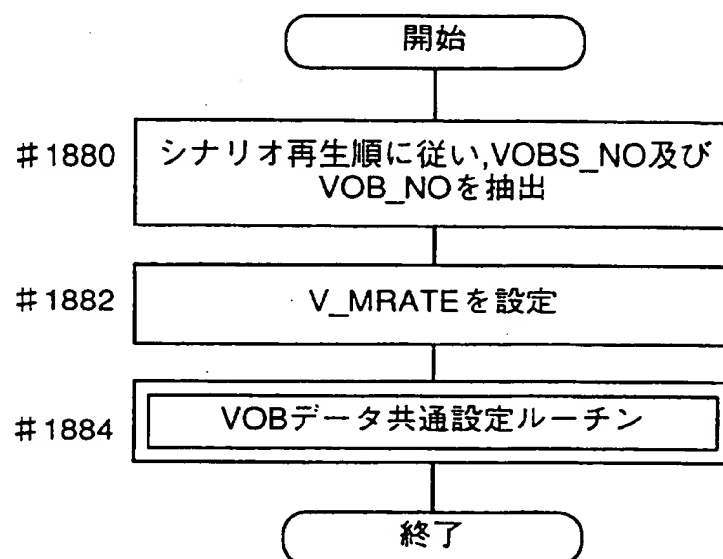 開始
#1880
シナリオ再生順に従い,VOBS_NO及び
VOB_NOを抽出
#1882
V_MRATEを設定
#1884
VOBデータ共通設定ルーチン
終了